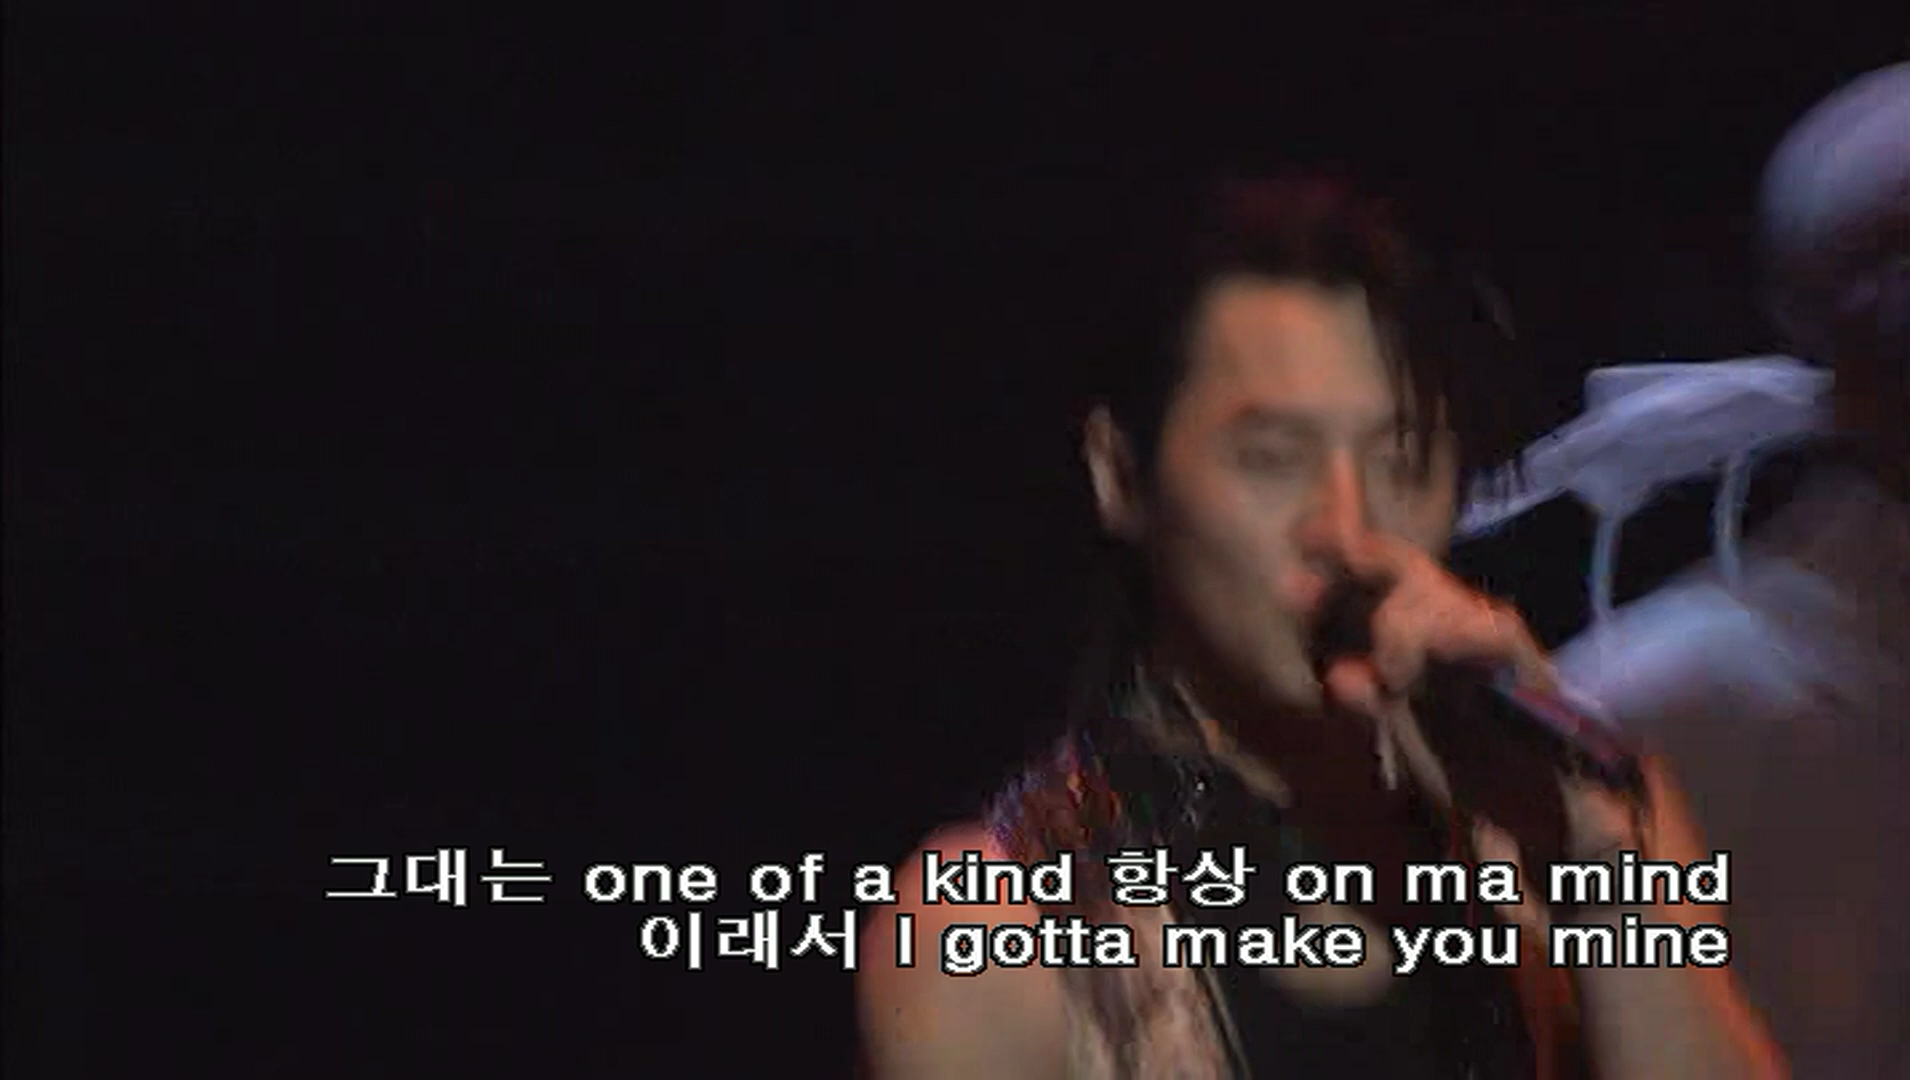 그대는 one of a kind 항상 on ma mind
이래서 I gotta make you mine